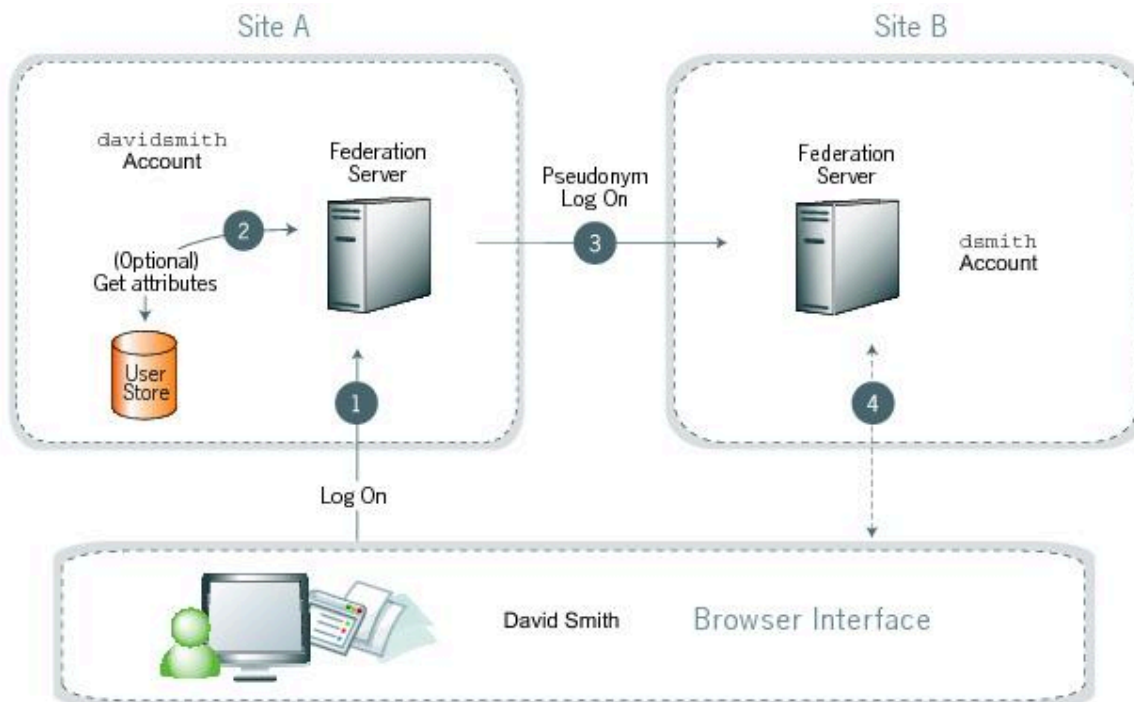 Site A
Site B
davidsmith
Account
Federation
Server
Pseudonym
Log On
Federation
Server
dsmith
Account
2
3
(Optional)
Get attributes
User
Store
1
4
Log On
David Smith
Browser Interface